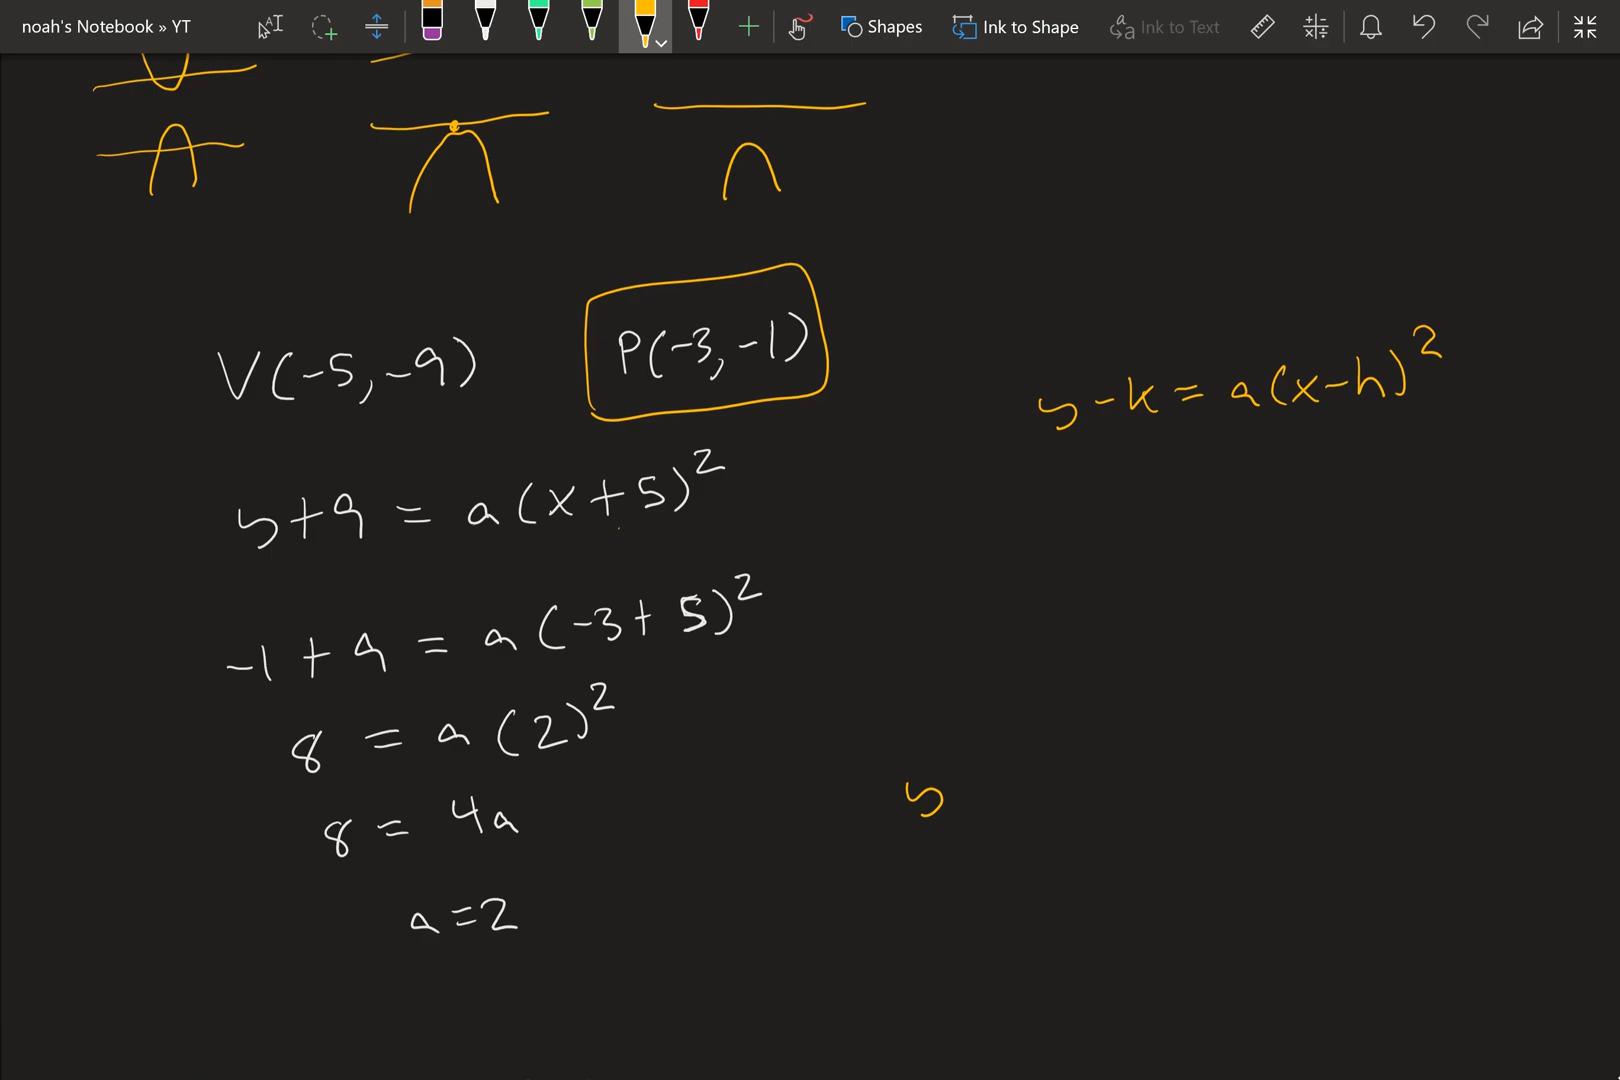 noah's Notebook » YT
Shapes
Ink to Shape
Ink to Text
V(-5, -9)
P(-3, -1)
y - k = a(x - h)²
y + 9 = a(x + 5)²
-1 + 9 = a(-3 + 5)²
8 = a(2)²
8 = 4a
y
a = 2